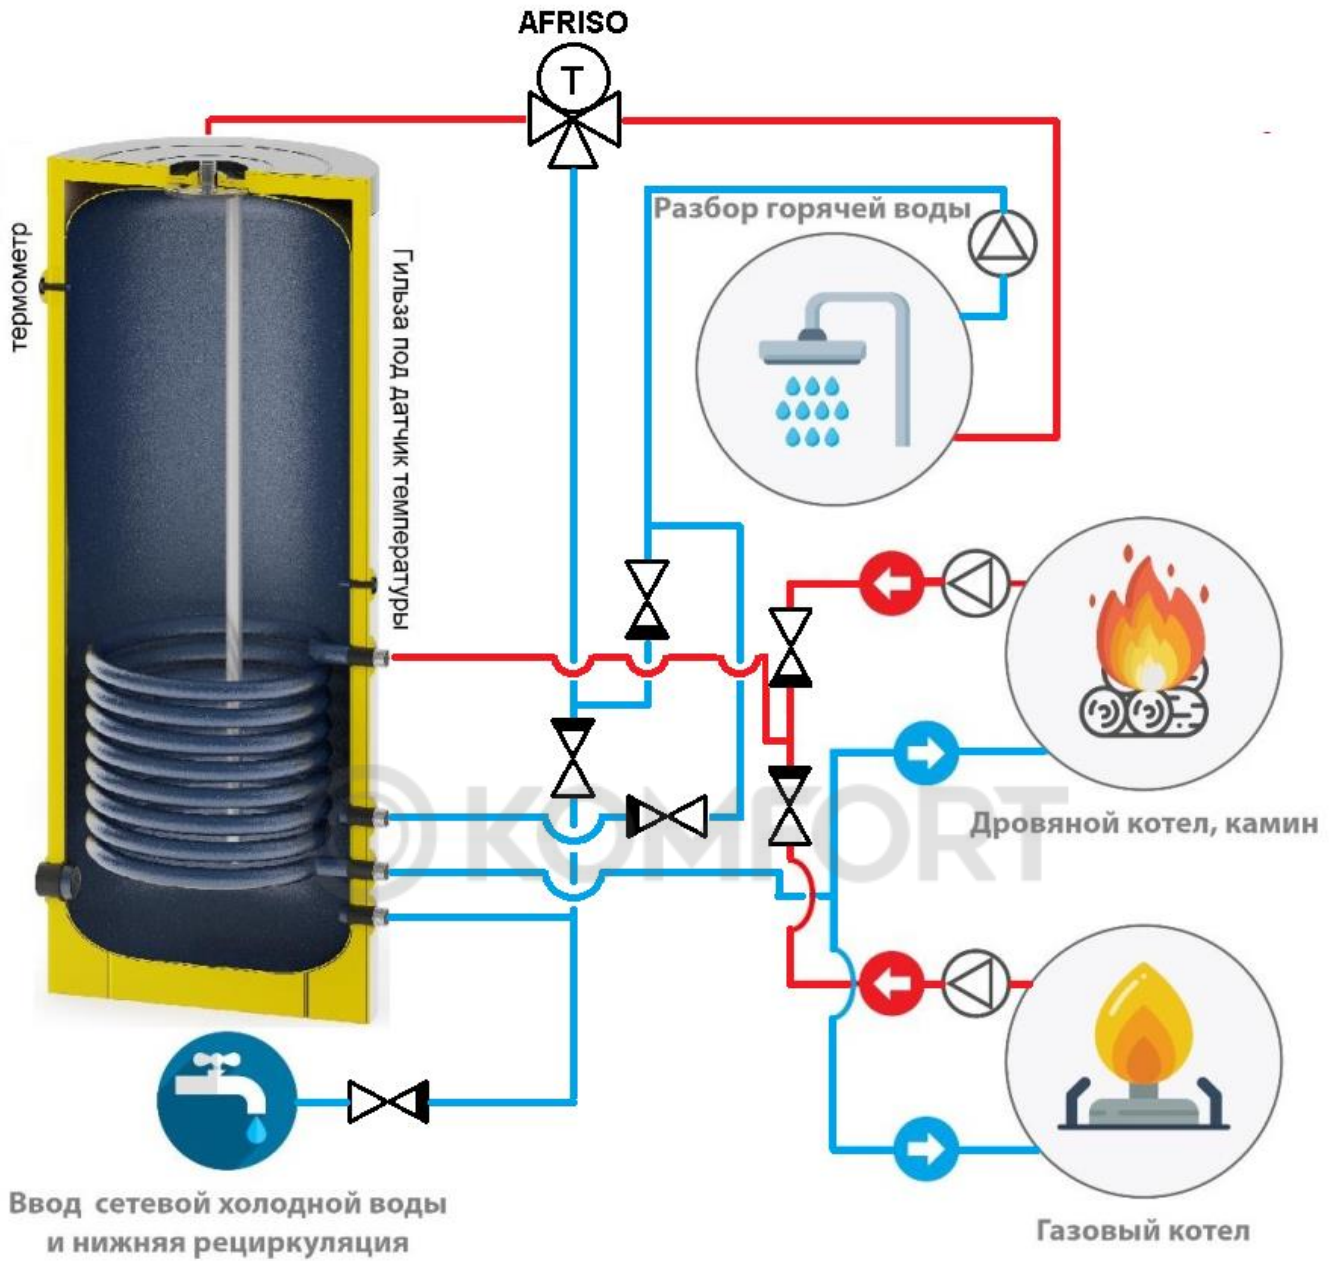 AFRISO
T
Разбор горячей воды
термометр
Гильза под датчик температуры
© KOMFORT
Дровяной котел, камин
Ввод сетевой холодной воды
и нижняя рециркуляция
Газовый котел